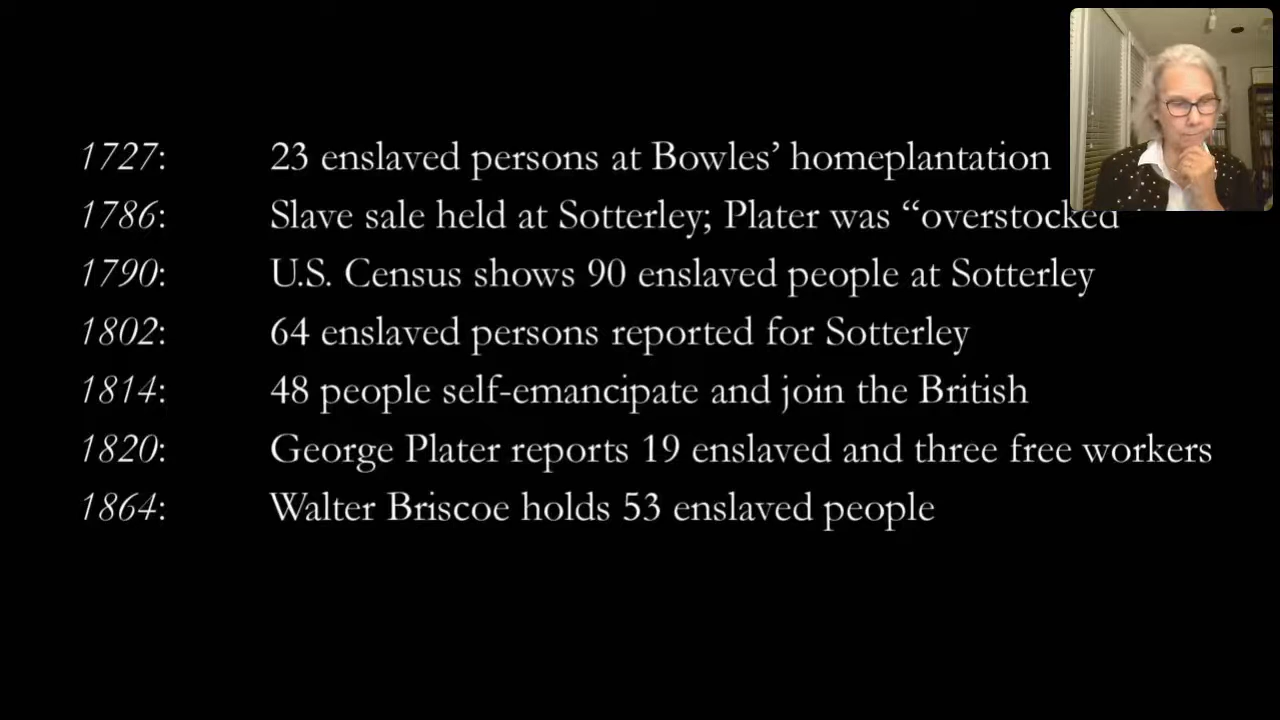 1727: 23 enslaved persons at Bowles’ homeplantation
1786: Slave sale held at Sotterley; Plater was “overstocked
1790: U.S. Census shows 90 enslaved people at Sotterley
1802: 64 enslaved persons reported for Sotterley
1814: 48 people self-emancipate and join the British
1820: George Plater reports 19 enslaved and three free workers
1864: Walter Briscoe holds 53 enslaved people